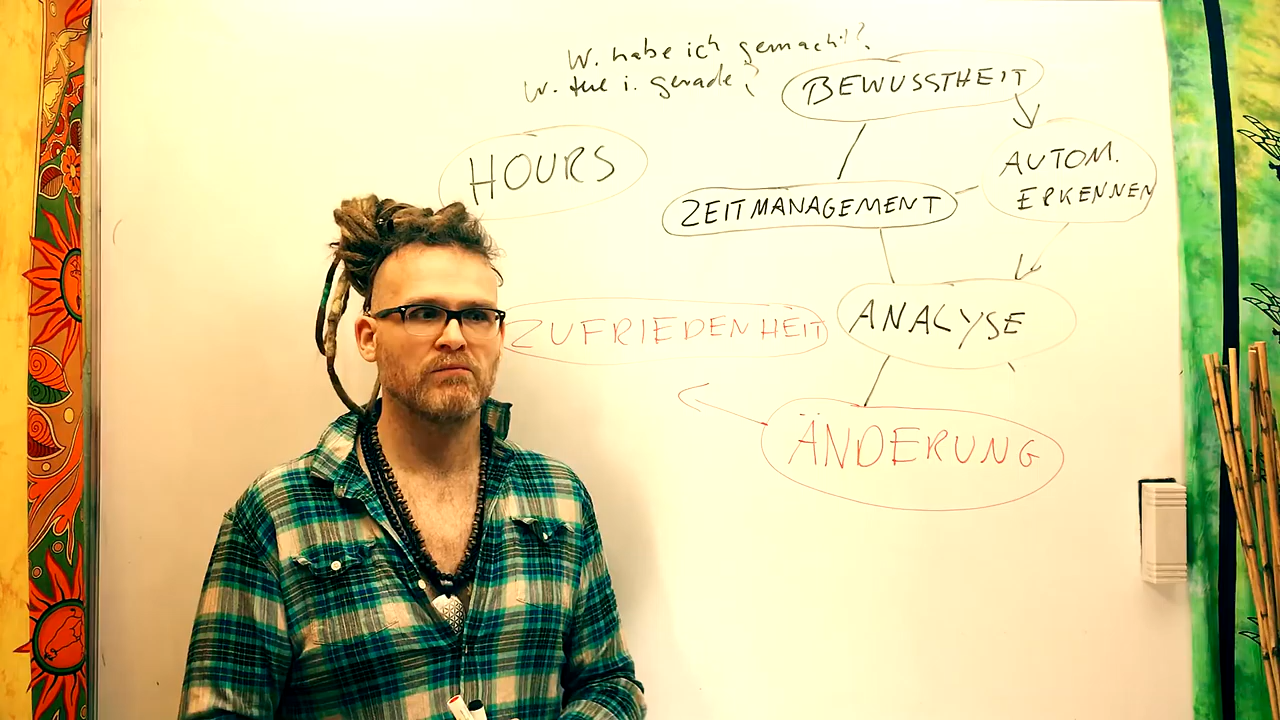 W. habe ich gemacht?
W. tue i. gerade?
BEWUSSTHEIT
HOURS
AUTOM.
ERKENNEN
ZEITMANAGEMENT
ZUFRIEDENHEIT
ANALYSE
ÄNDERUNG